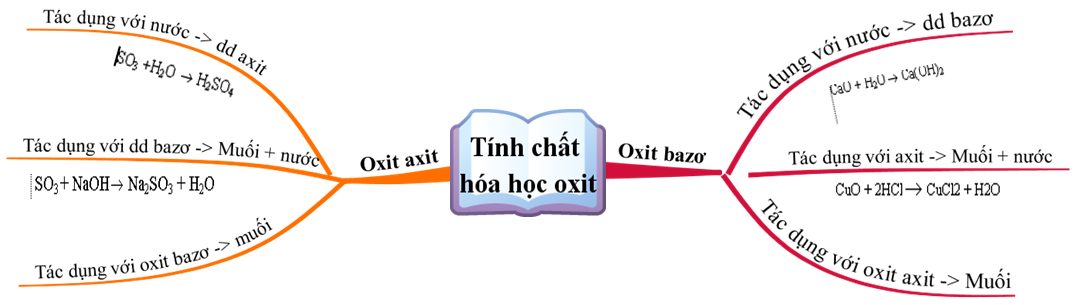 Tính chất
hóa học oxit
Oxit axit
Tác dụng với nước -> dd axit
SO₃ +H₂O → H₂SO₄
Tác dụng với dd bazơ -> Muối + nước
SO₃ + NaOH → Na₂SO₃ + H₂O
Tác dụng với oxit bazơ -> muối
Oxit bazơ
Tác dụng với nước -> dd bazơ
CaO + H₂O → Ca(OH)₂
Tác dụng với axit -> Muối + nước
CuO + 2HCl → CuCl2 + H2O
Tác dụng với oxit axit -> Muối